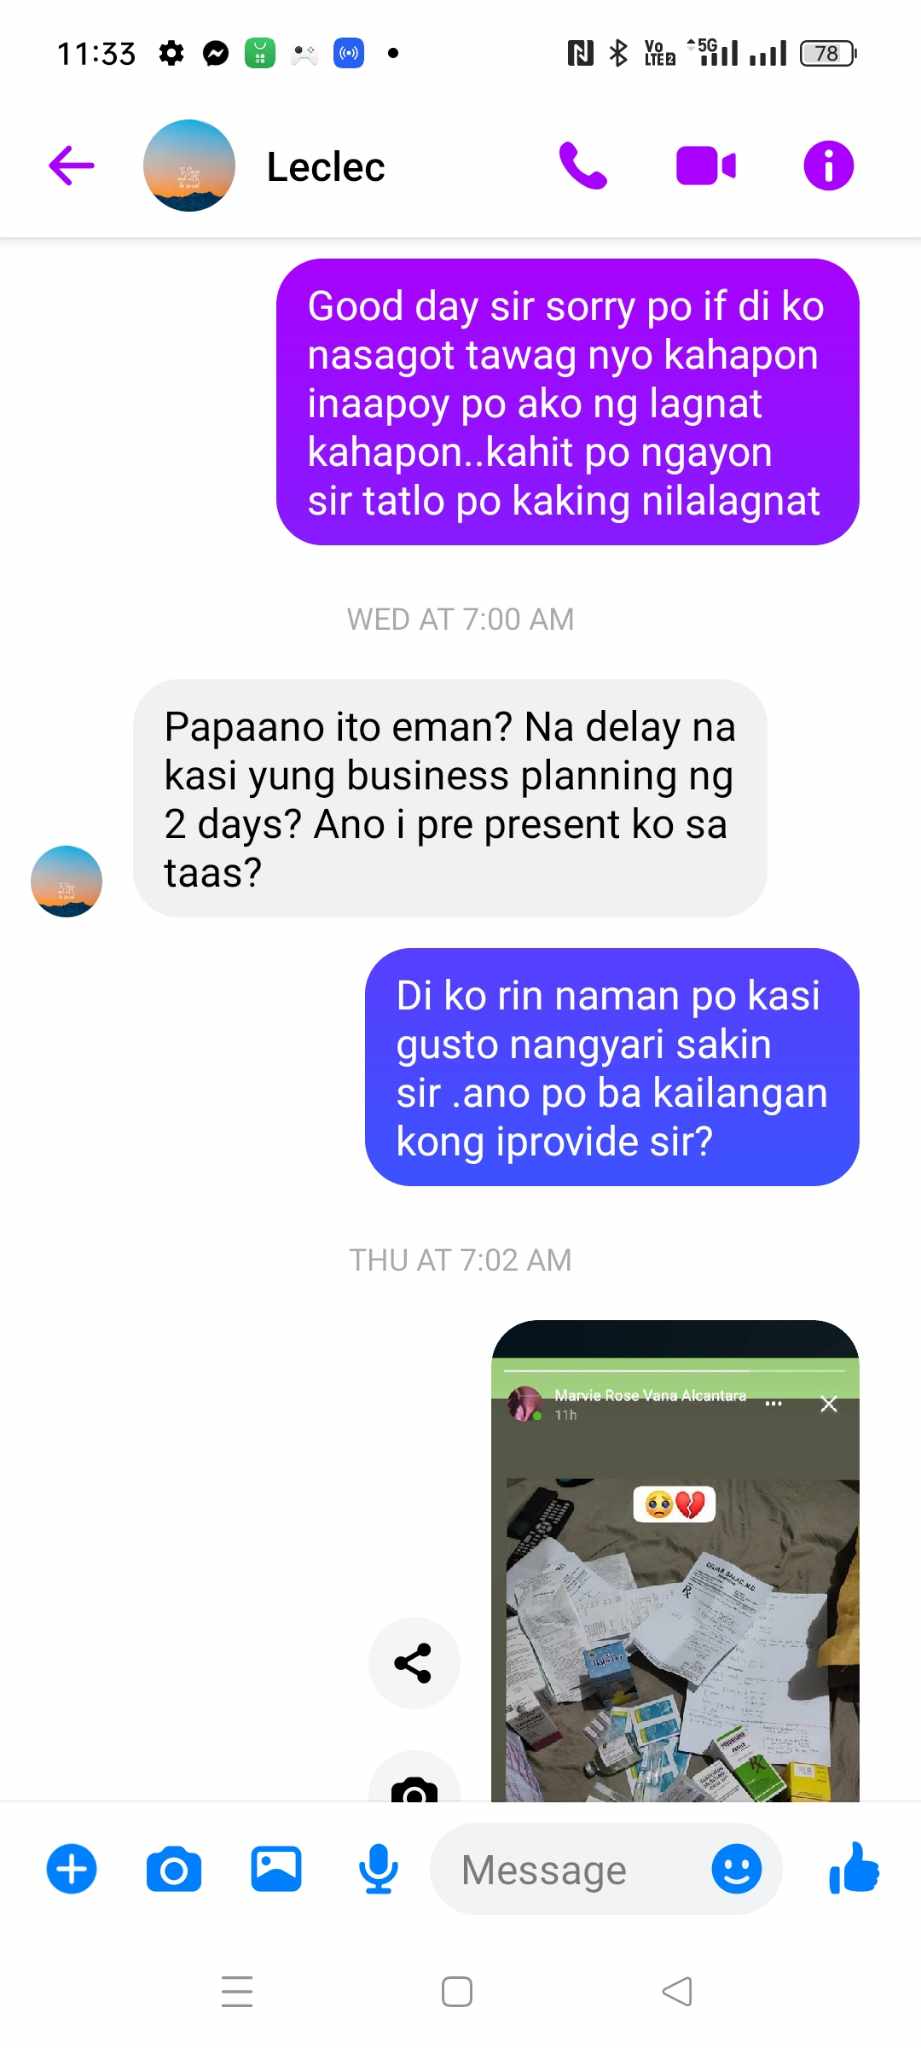 11:33
Vo
LTE2
5G
78
Leclec
Good day sir sorry po if di ko
nasagot tawag nyo kahapon
inaapoy po ako ng lagnat
kahapon..kahit po ngayon
sir tatlo po kaking nilalagnat
WED AT 7:00 AM
Papaano ito eman? Na delay na
kasi yung business planning ng
2 days? Ano i pre present ko sa
taas?
Di ko rin naman po kasi
gusto nangyari sakin
sir .ano po ba kailangan
kong iprovide sir?
THU AT 7:02 AM
Marvie Rose Vana Alcantara
11h
Message